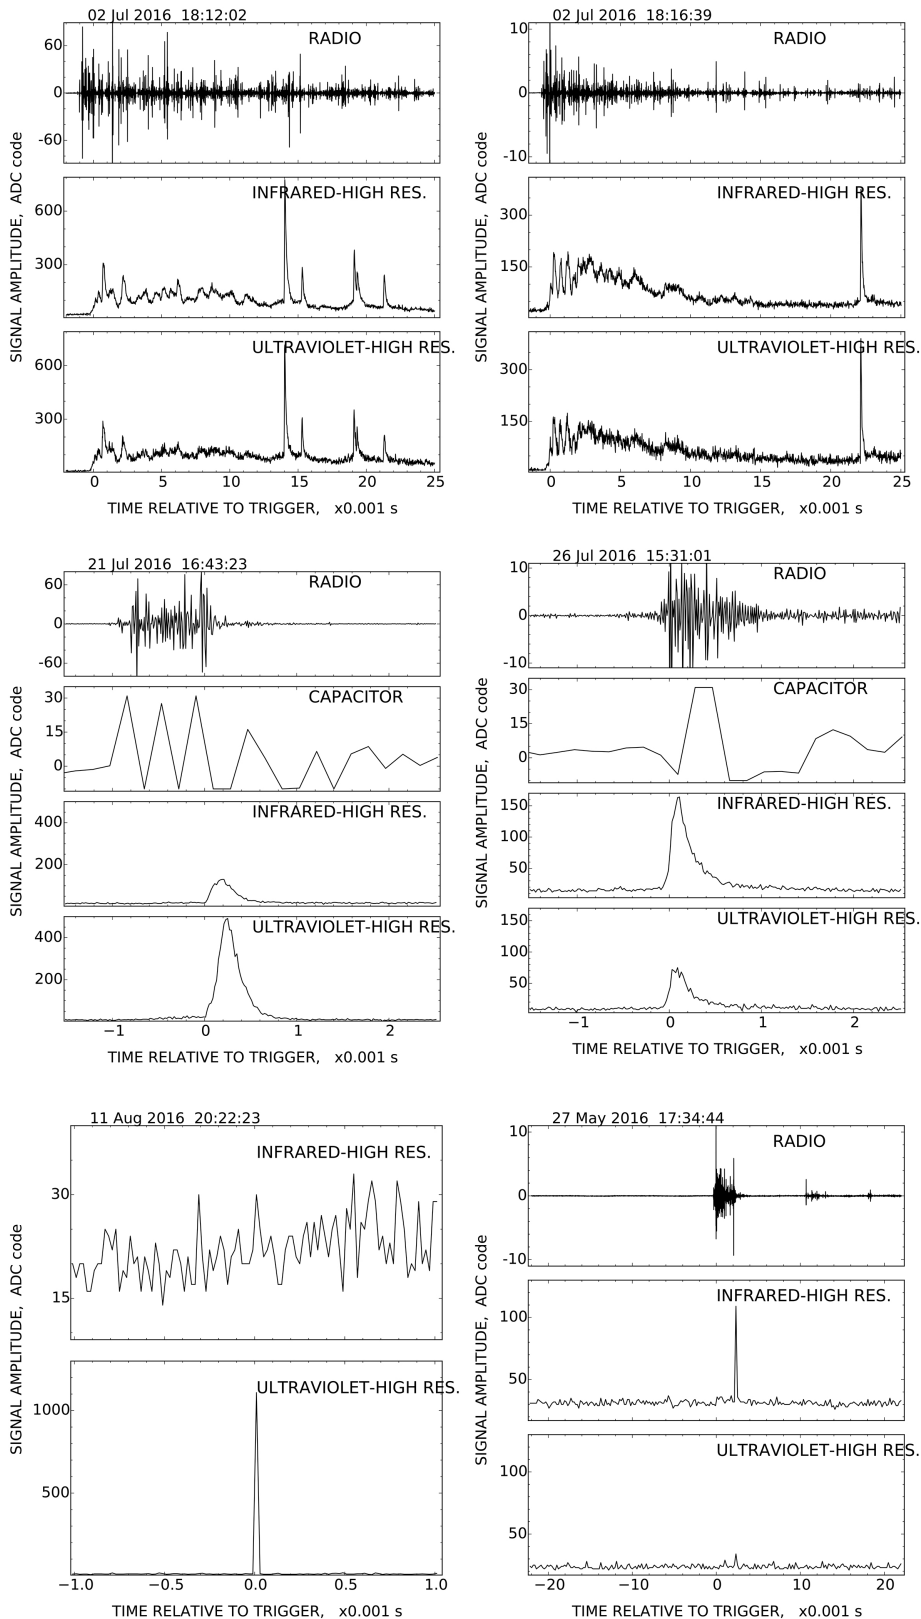 02 Jul 2016 18:12:02
RADIO
60
0
-60
INFRARED-HIGH RES.
600
300
ULTRAVIOLET-HIGH RES.
600
300
0 5 10 15 20 25
TIME RELATIVE TO TRIGGER, x0.001 s
SIGNAL AMPLITUDE, ADC code
02 Jul 2016 18:16:39
RADIO
10
0
-10
INFRARED-HIGH RES.
300
150
ULTRAVIOLET-HIGH RES.
300
150
0 5 10 15 20 25
TIME RELATIVE TO TRIGGER, x0.001 s
SIGNAL AMPLITUDE, ADC code
21 Jul 2016 16:43:23
RADIO
60
0
-60
CAPACITOR
30
15
0
INFRARED-HIGH RES.
400
200
ULTRAVIOLET-HIGH RES.
400
200
−1 0 1 2
TIME RELATIVE TO TRIGGER, x0.001 s
SIGNAL AMPLITUDE, ADC code
26 Jul 2016 15:31:01
RADIO
10
0
-10
CAPACITOR
30
15
0
INFRARED-HIGH RES.
150
100
50
ULTRAVIOLET-HIGH RES.
150
100
50
−1 0 1 2
TIME RELATIVE TO TRIGGER, x0.001 s
SIGNAL AMPLITUDE, ADC code
11 Aug 2016 20:22:23
INFRARED-HIGH RES.
30
15
ULTRAVIOLET-HIGH RES.
1000
500
−1.0 −0.5 0.0 0.5 1.0
TIME RELATIVE TO TRIGGER, x0.001 s
SIGNAL AMPLITUDE, ADC code
27 May 2016 17:34:44
RADIO
10
0
-10
INFRARED-HIGH RES.
100
50
ULTRAVIOLET-HIGH RES.
100
50
−20 −10 0 10 20
TIME RELATIVE TO TRIGGER, x0.001 s
SIGNAL AMPLITUDE, ADC code